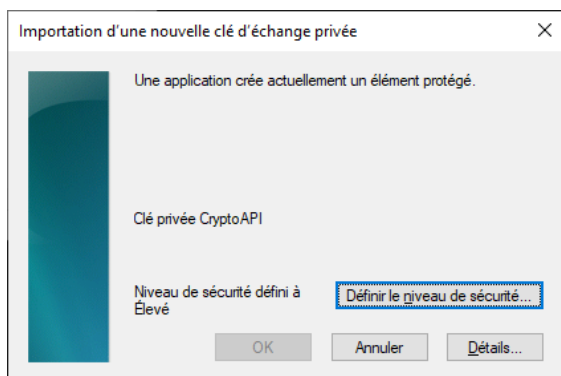 Importation d'une nouvelle clé d'échange privée
Une application crée actuellement un élément protégé.
Clé privée CryptoAPI
Niveau de sécurité défini à
Élevé
Définir le niveau de sécurité...
OK
Annuler
Détails...